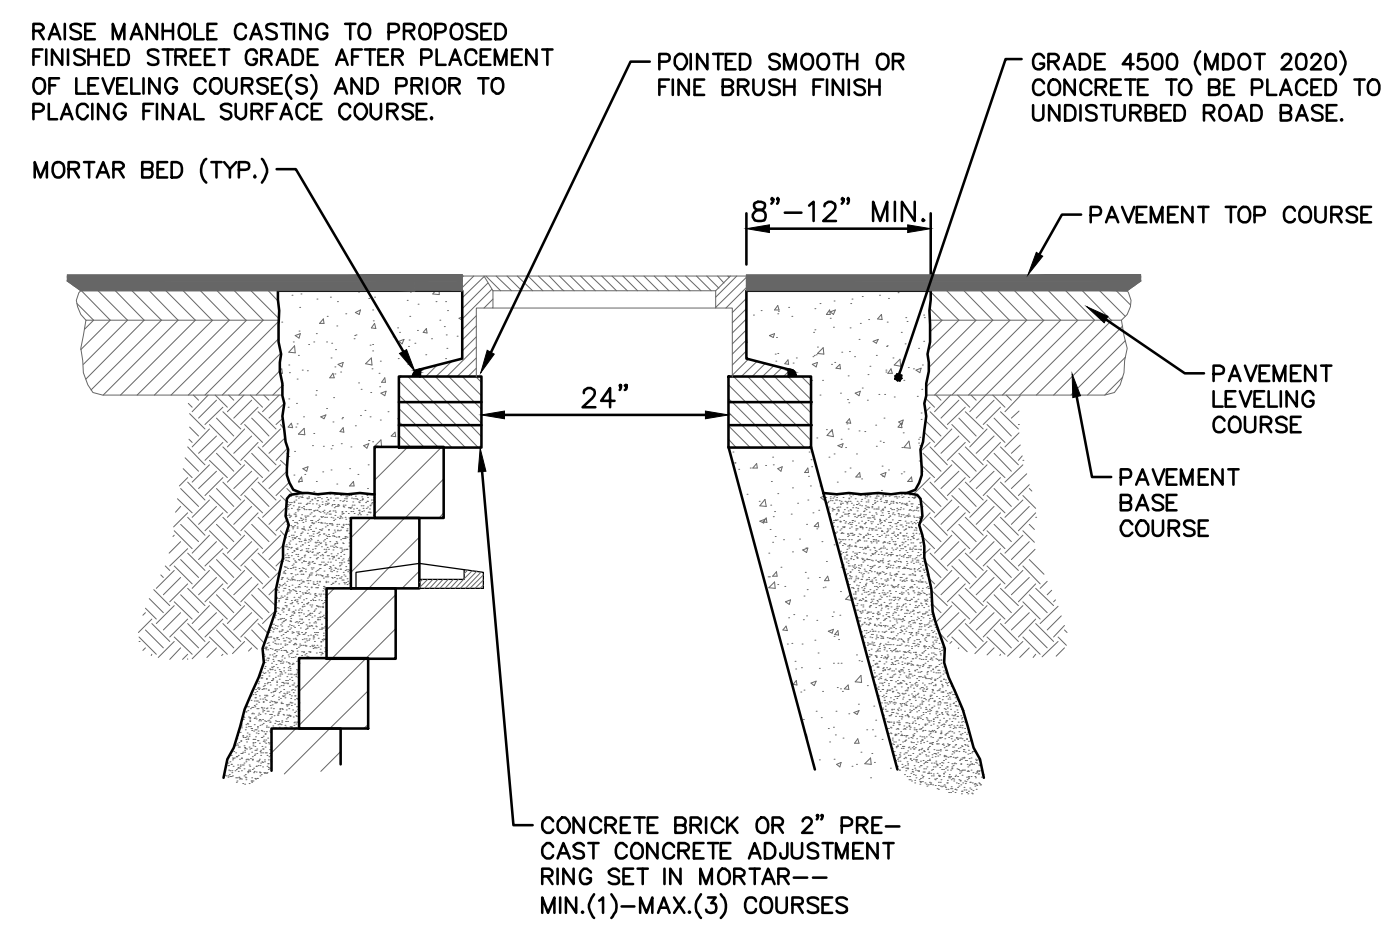 RAISE MANHOLE CASTING TO PROPOSED
FINISHED STREET GRADE AFTER PLACEMENT
OF LEVELING COURSE(S) AND PRIOR TO
PLACING FINAL SURFACE COURSE.
POINTED SMOOTH OR
FINE BRUSH FINISH
GRADE 4500 (MDOT 2020)
CONCRETE TO BE PLACED TO
UNDISTURBED ROAD BASE.
MORTAR BED (TYP.)
8”–12” MIN.
PAVEMENT TOP COURSE
24”
PAVEMENT
LEVELING
COURSE
PAVEMENT
BASE
COURSE
CONCRETE BRICK OR 2” PRE–
CAST CONCRETE ADJUSTMENT
RING SET IN MORTAR––
MIN.(1)–MAX.(3) COURSES